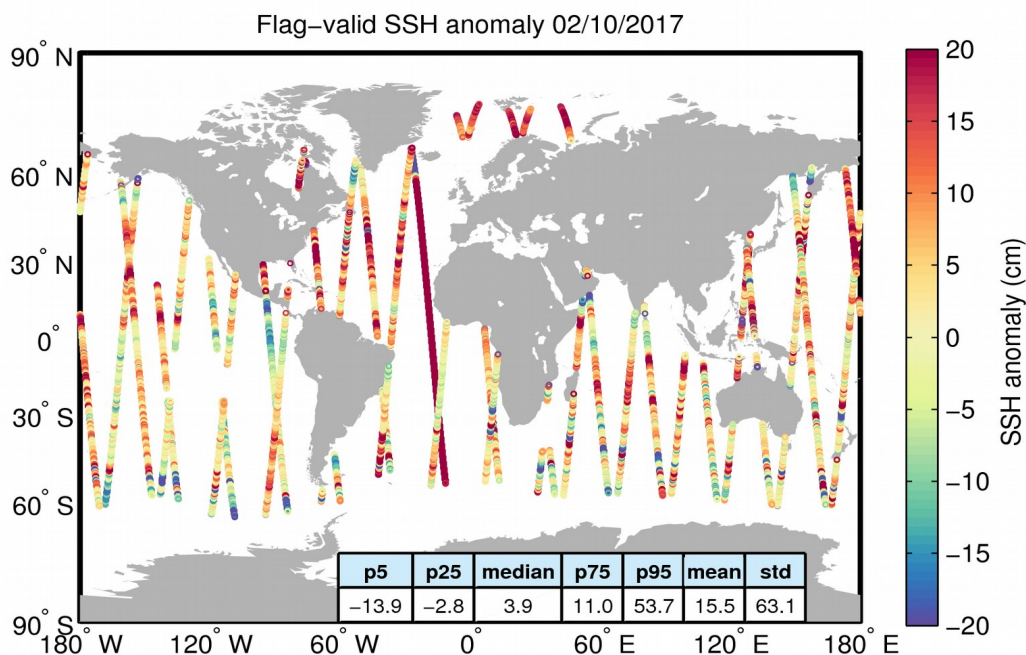 Flag−valid SSH anomaly 02/10/2017
90° N
60° N
30° N
0°
30° S
60° S
90° S
180° W
120° W
60° W
0°
60° E
120° E
180° E
p5 p25 median p75 p95 mean std
−13.9 −2.8 3.9 11.0 53.7 15.5 63.1
20
15
10
5
0
−5
−10
−15
−20
SSH anomaly (cm)